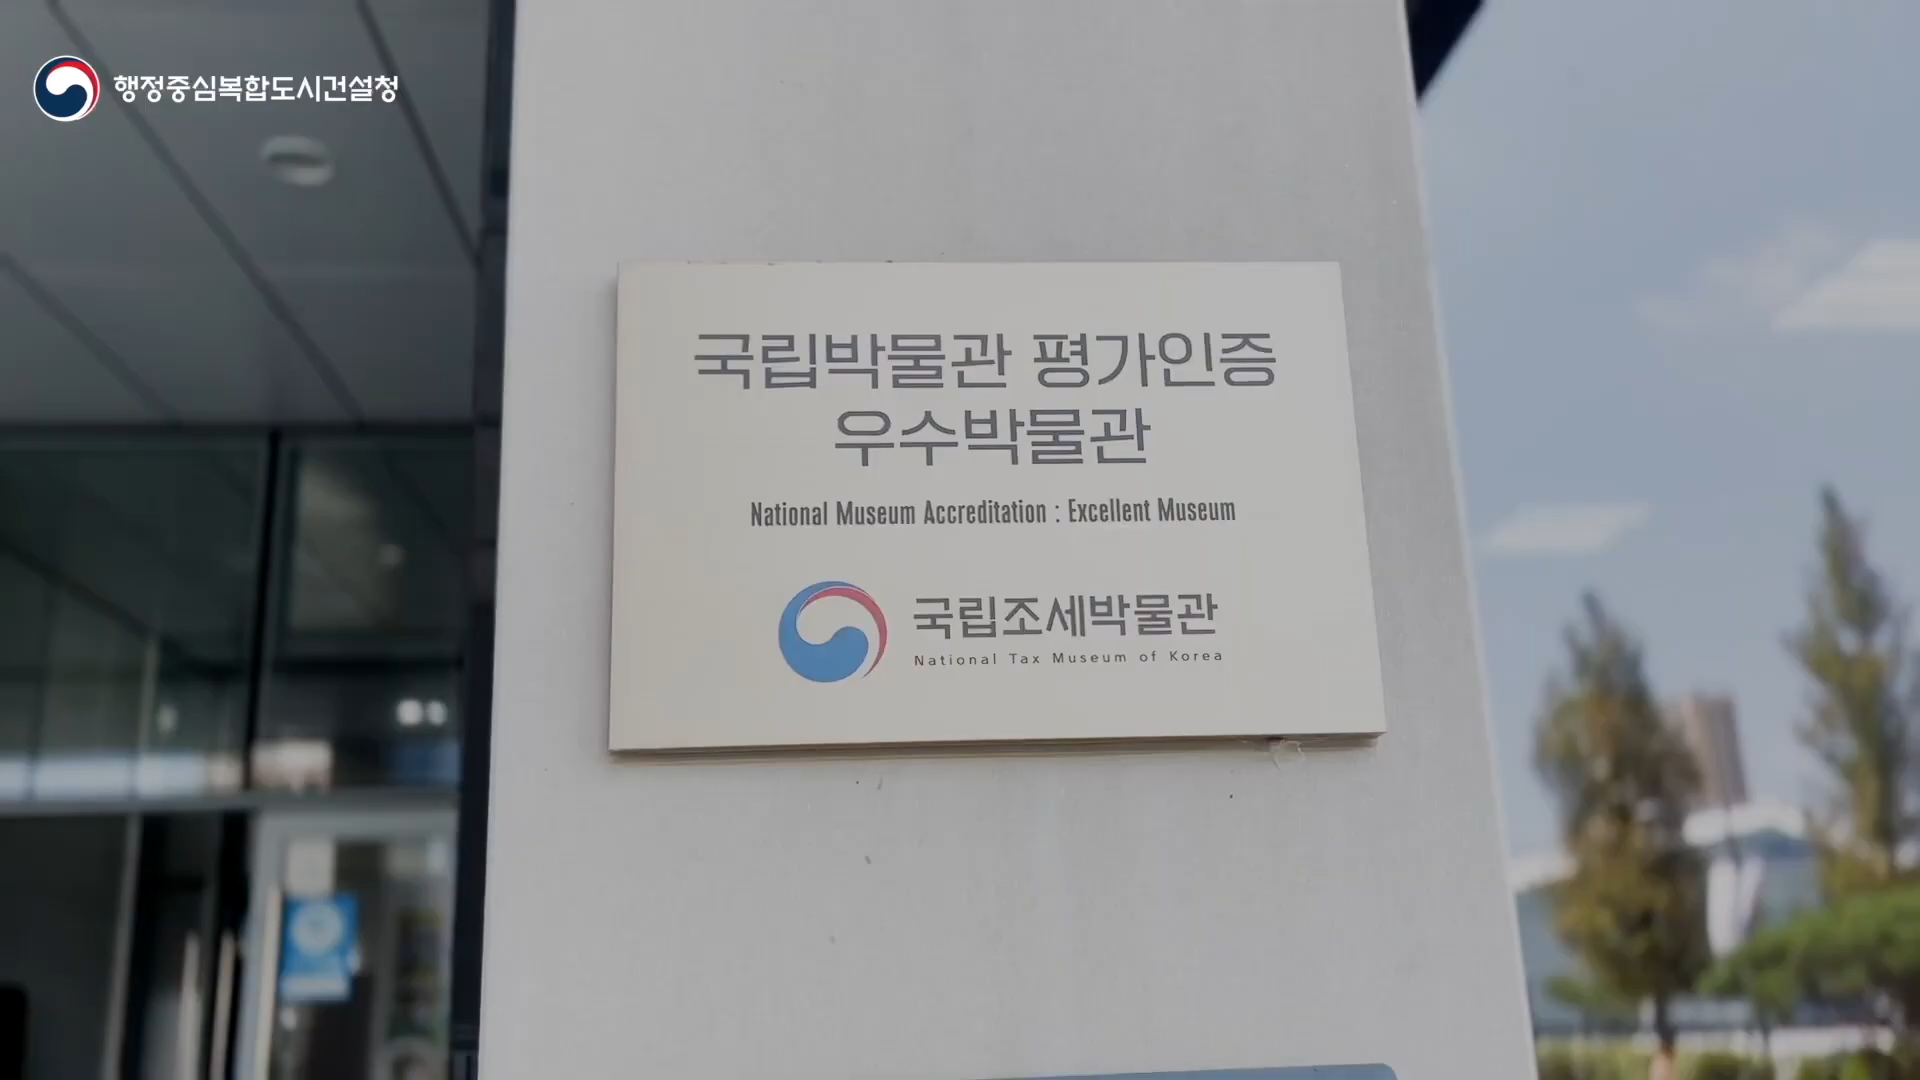 행정중심복합도시건설청
국립박물관 평가인증
우수박물관
National Museum Accreditation : Excellent Museum
국립조세박물관
National Tax Museum of Korea